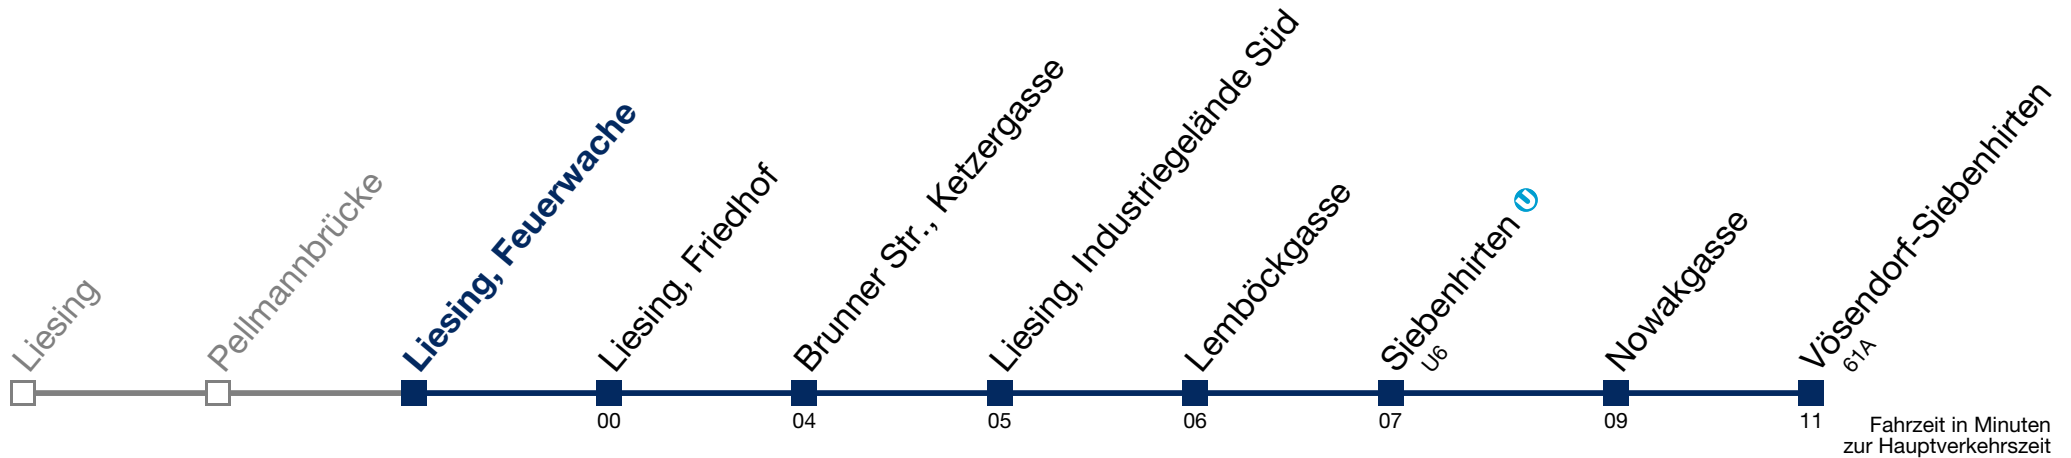 Liesing
Pellmannbrücke
Liesing, Feuerwache
Liesing, Friedhof
Brunner Str., Ketzergasse
Liesing, Industriegelände Süd
Lemböckgasse
Siebenhirten U
U6
Nowakgasse
Vösendorf-Siebenhirten
61A
00
04
05
06
07
09
11
Fahrzeit in Minuten
zur Hauptverkehrszeit